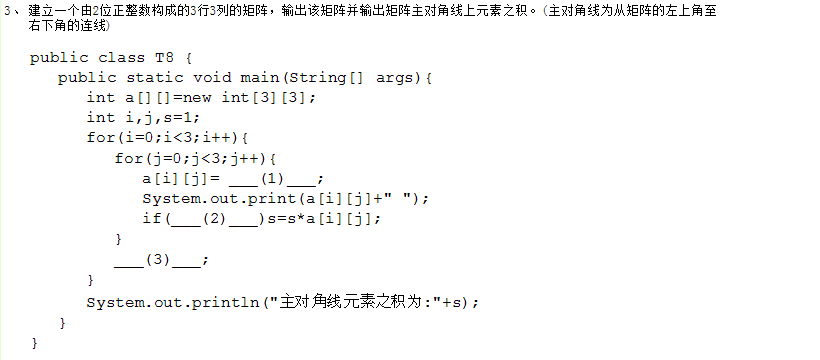 3、建立一个由2位正整数构成的3行3列的矩阵，输出该矩阵并输出矩阵主对角线上元素之积。(主对角线为从矩阵的左上角至
右下角的连线)
public class T8 {
public static void main(String[] args){
int a[][]=new int[3][3];
int i,j,s=1;
for(i=0;i<3;i++){
for(j=0;j<3;j++){
a[i][j]= ___(1)___;
System.out.print(a[i][j]+" ");
if(___(2)___)s=s*a[i][j];
}
___(3)___;
}
System.out.println("主对角线元素之积为:"+s);
}
}